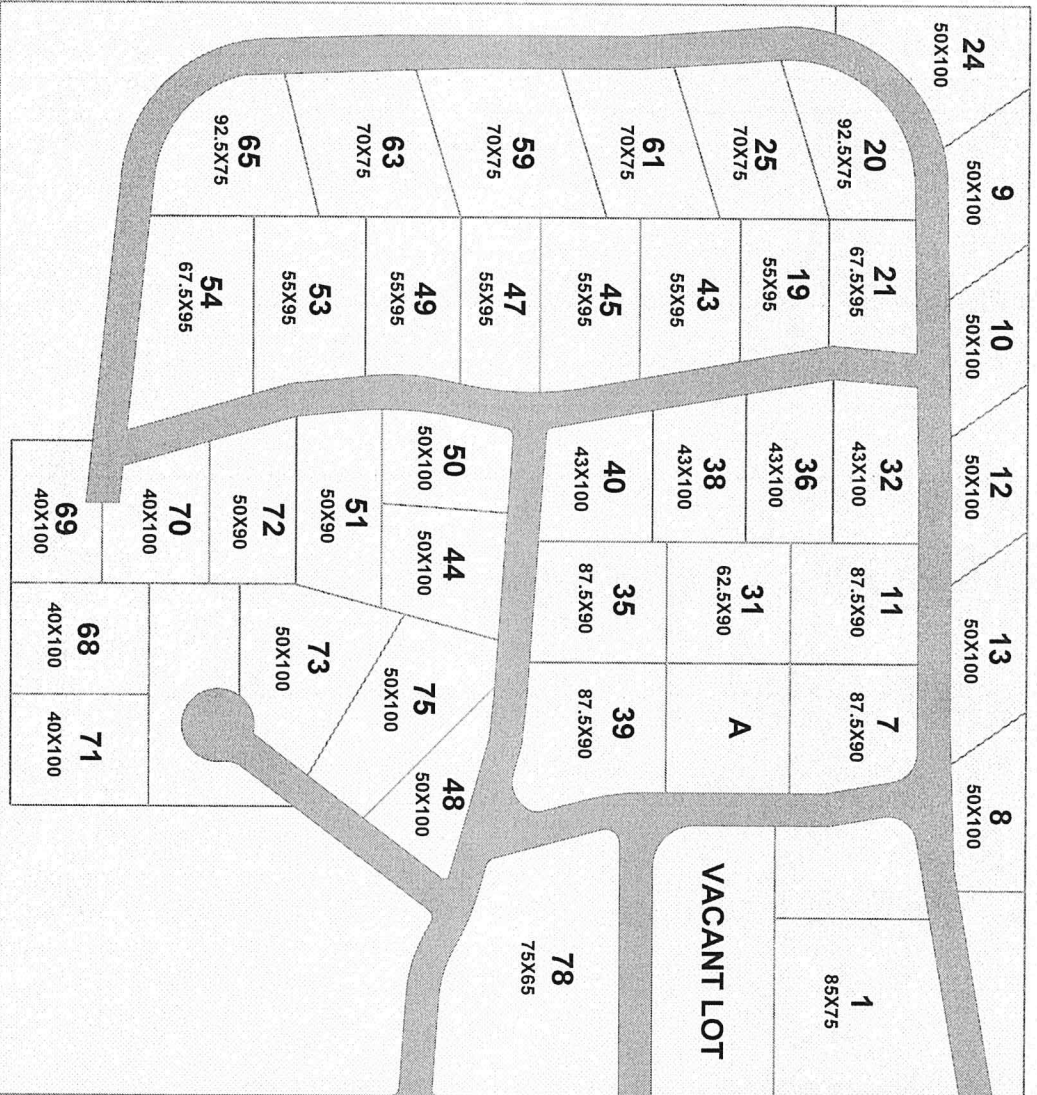 24
50X100
9
50X100
10
50X100
12
50X100
13
50X100
8
50X100
20
92.5X75
21
67.5X95
32
43X100
11
87.5X90
7
87.5X90
1
85X75
25
70X75
19
55X95
36
43X100
61
70X75
43
55X95
38
43X100
31
62.5X90
A
VACANT LOT
45
55X95
40
43X100
35
87.5X90
39
87.5X90
59
70X75
47
55X95
78
75X65
63
70X75
49
55X95
50
50X100
44
50X100
75
50X100
48
50X100
53
55X95
51
50X90
73
50X100
65
92.5X75
54
67.5X95
72
50X90
70
40X100
69
40X100
68
40X100
71
40X100